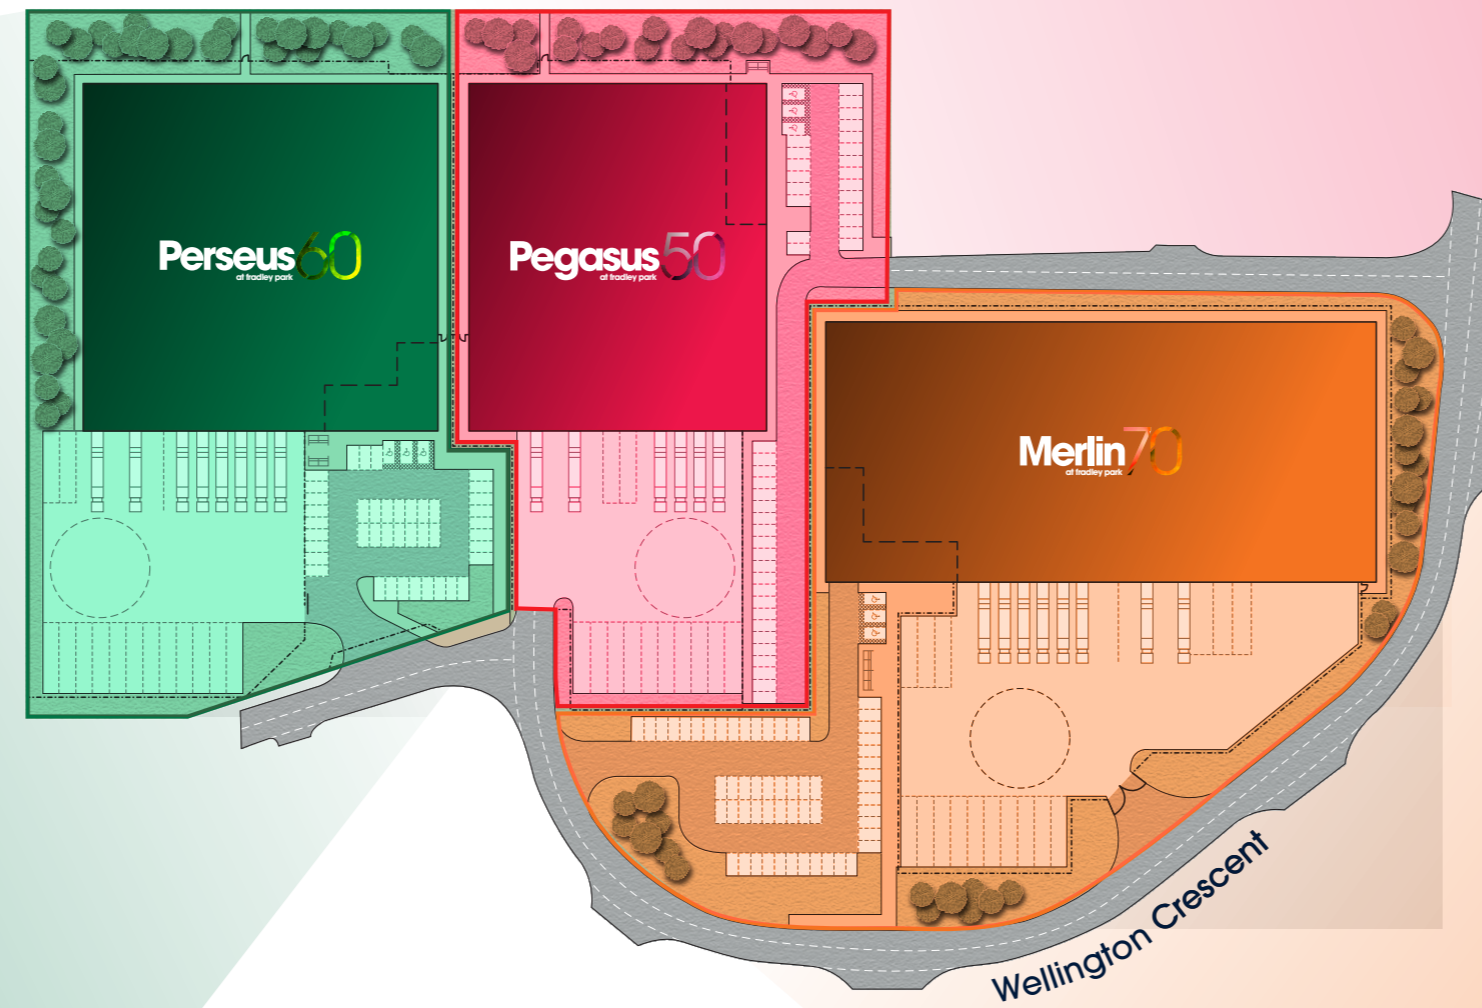 Perseus60
at fradley park
Pegasus50
at fradley park
Merlin70
at fradley park
Wellington Crescent